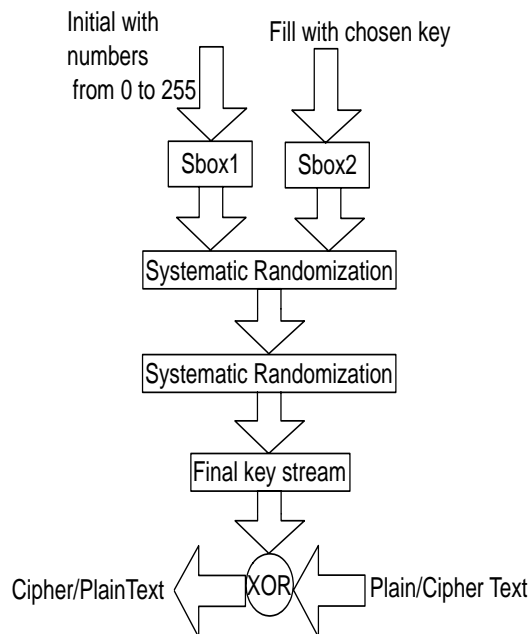 Initial with
numbers
from 0 to 255
Fill with chosen key
Sbox1
Sbox2
Systematic Randomization
Systematic Randomization
Final key stream
Cipher/PlainText
XOR
Plain/Cipher Text